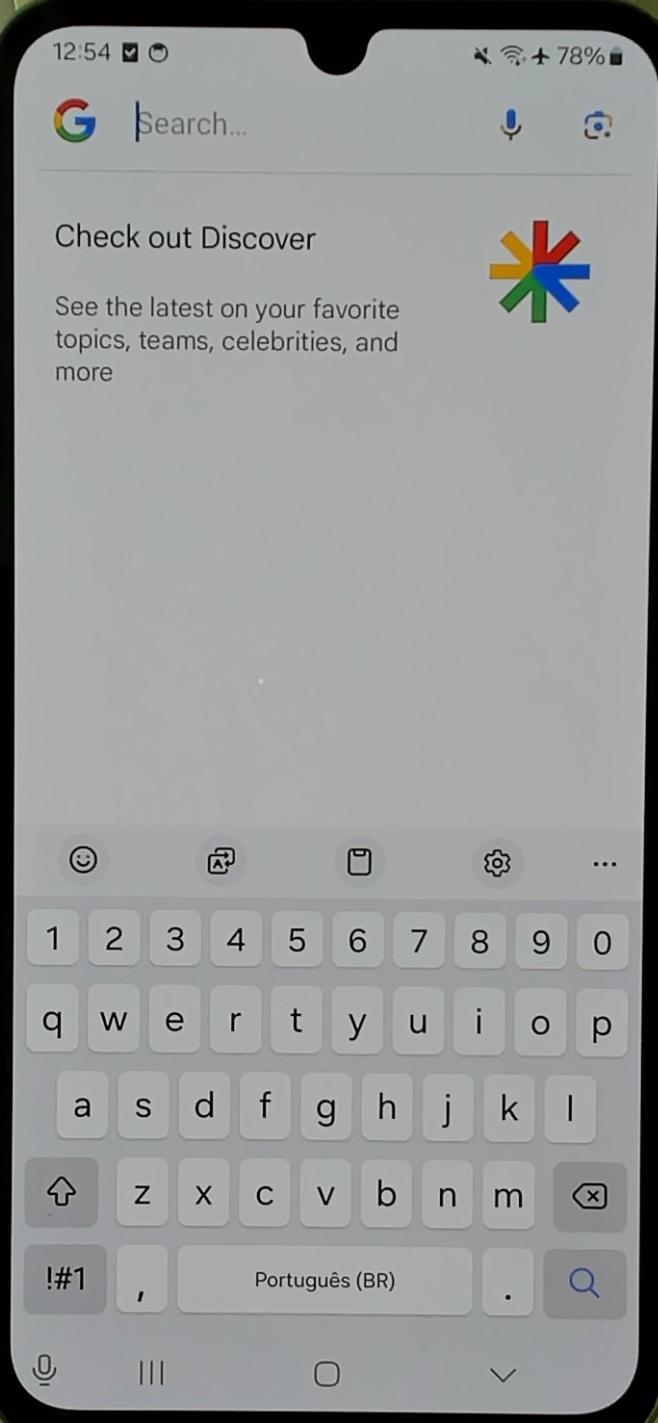 12:54 78%
Search...
Check out Discover
See the latest on your favorite
topics, teams, celebrities, and
more
1 2 3 4 5 6 7 8 9 0
q w e r t y u i o p
a s d f g h j k l
z x c v b n m
!#1 , Português (BR) .